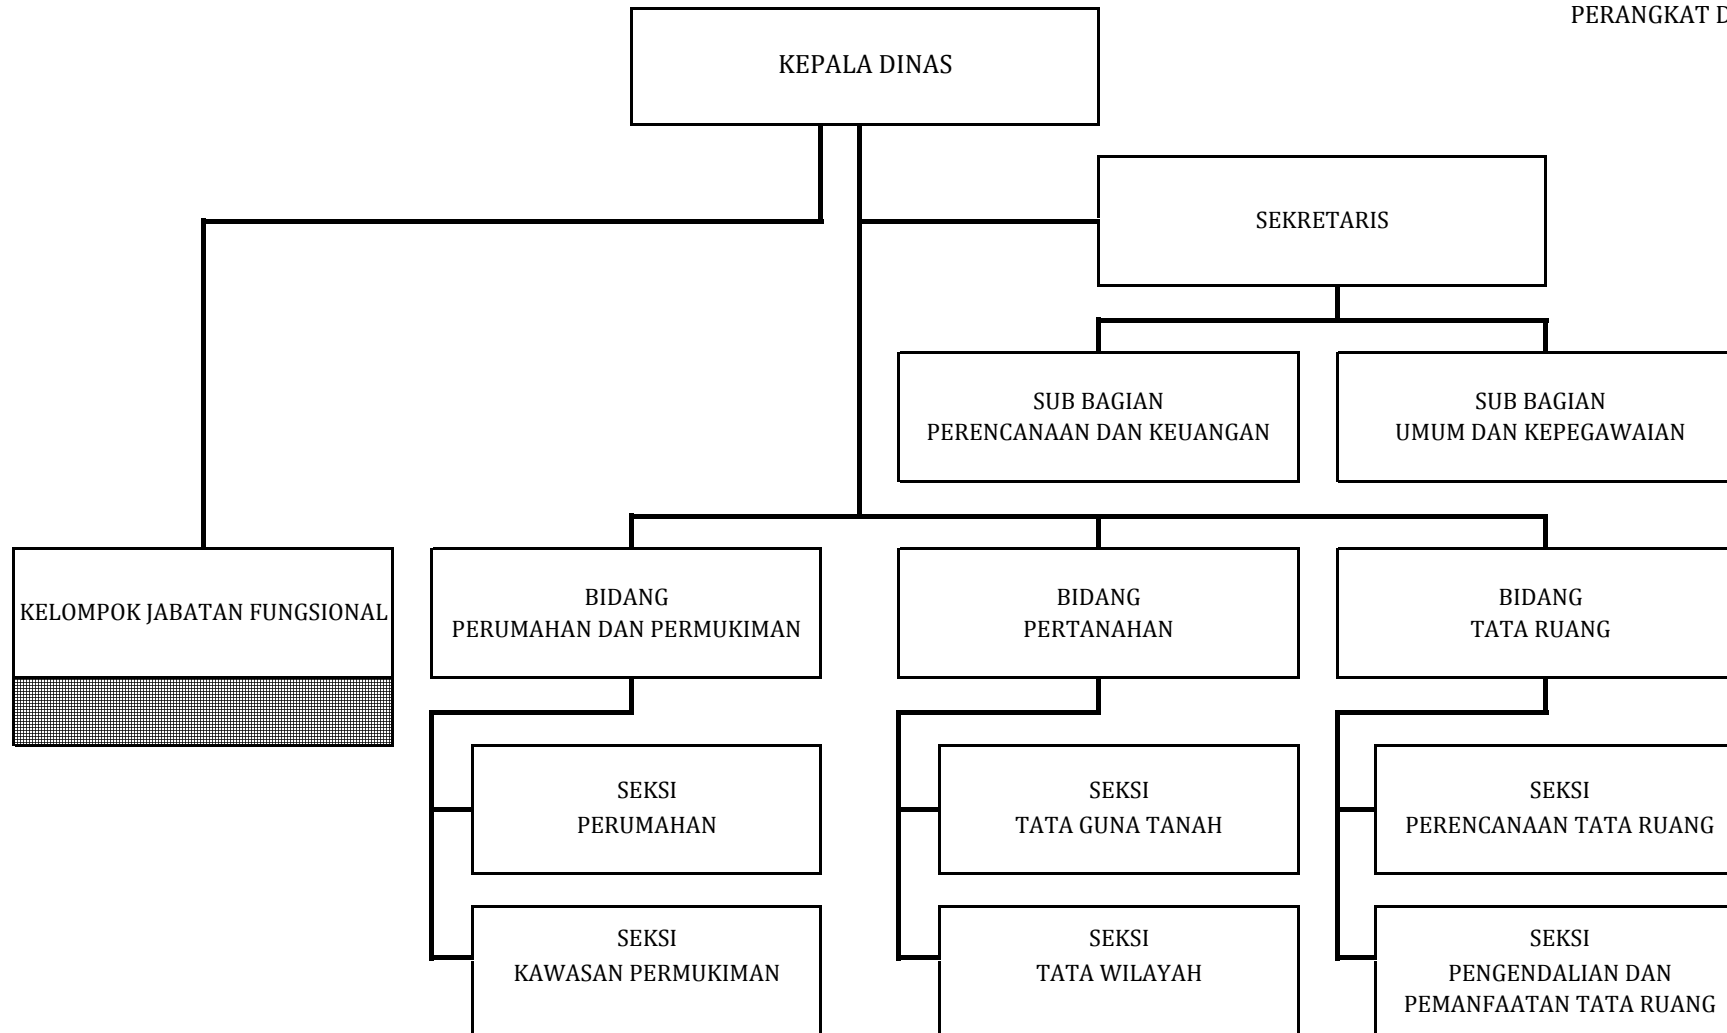 PERANGKAT D
KEPALA DINAS
SEKRETARIS
SUB BAGIAN
PERENCANAAN DAN KEUANGAN
SUB BAGIAN
UMUM DAN KEPEGAWAIAN
KELOMPOK JABATAN FUNGSIONAL
BIDANG
PERUMAHAN DAN PERMUKIMAN
BIDANG
PERTANAHAN
BIDANG
TATA RUANG
SEKSI
PERUMAHAN
SEKSI
TATA GUNA TANAH
SEKSI
PERENCANAAN TATA RUANG
SEKSI
KAWASAN PERMUKIMAN
SEKSI
TATA WILAYAH
SEKSI
PENGENDALIAN DAN
PEMANFAATAN TATA RUANG